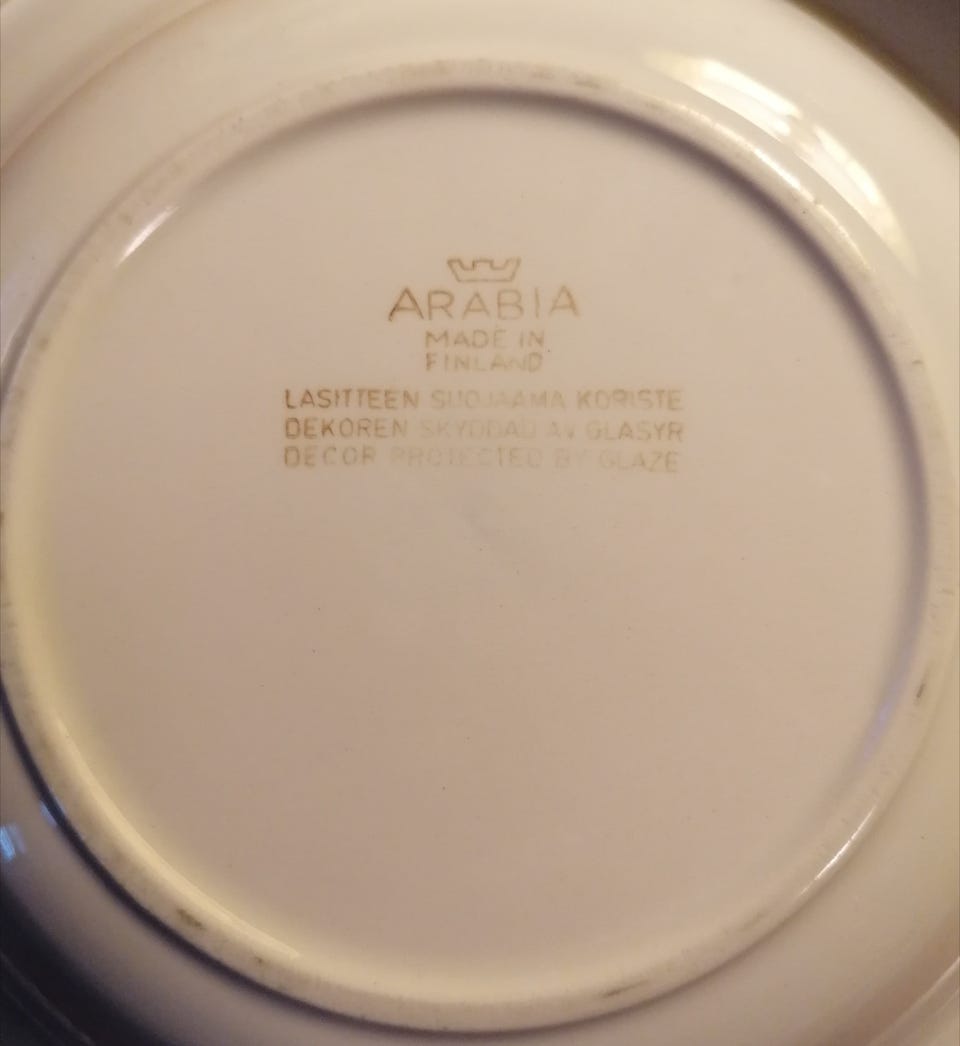 ARABIA
MADE IN
FINLAND
LASITTEEN SUOJAAMA KORISTE
DEKOREN SKYDDAD AV GLASYR
DECOR PROTECTED BY GLAZE